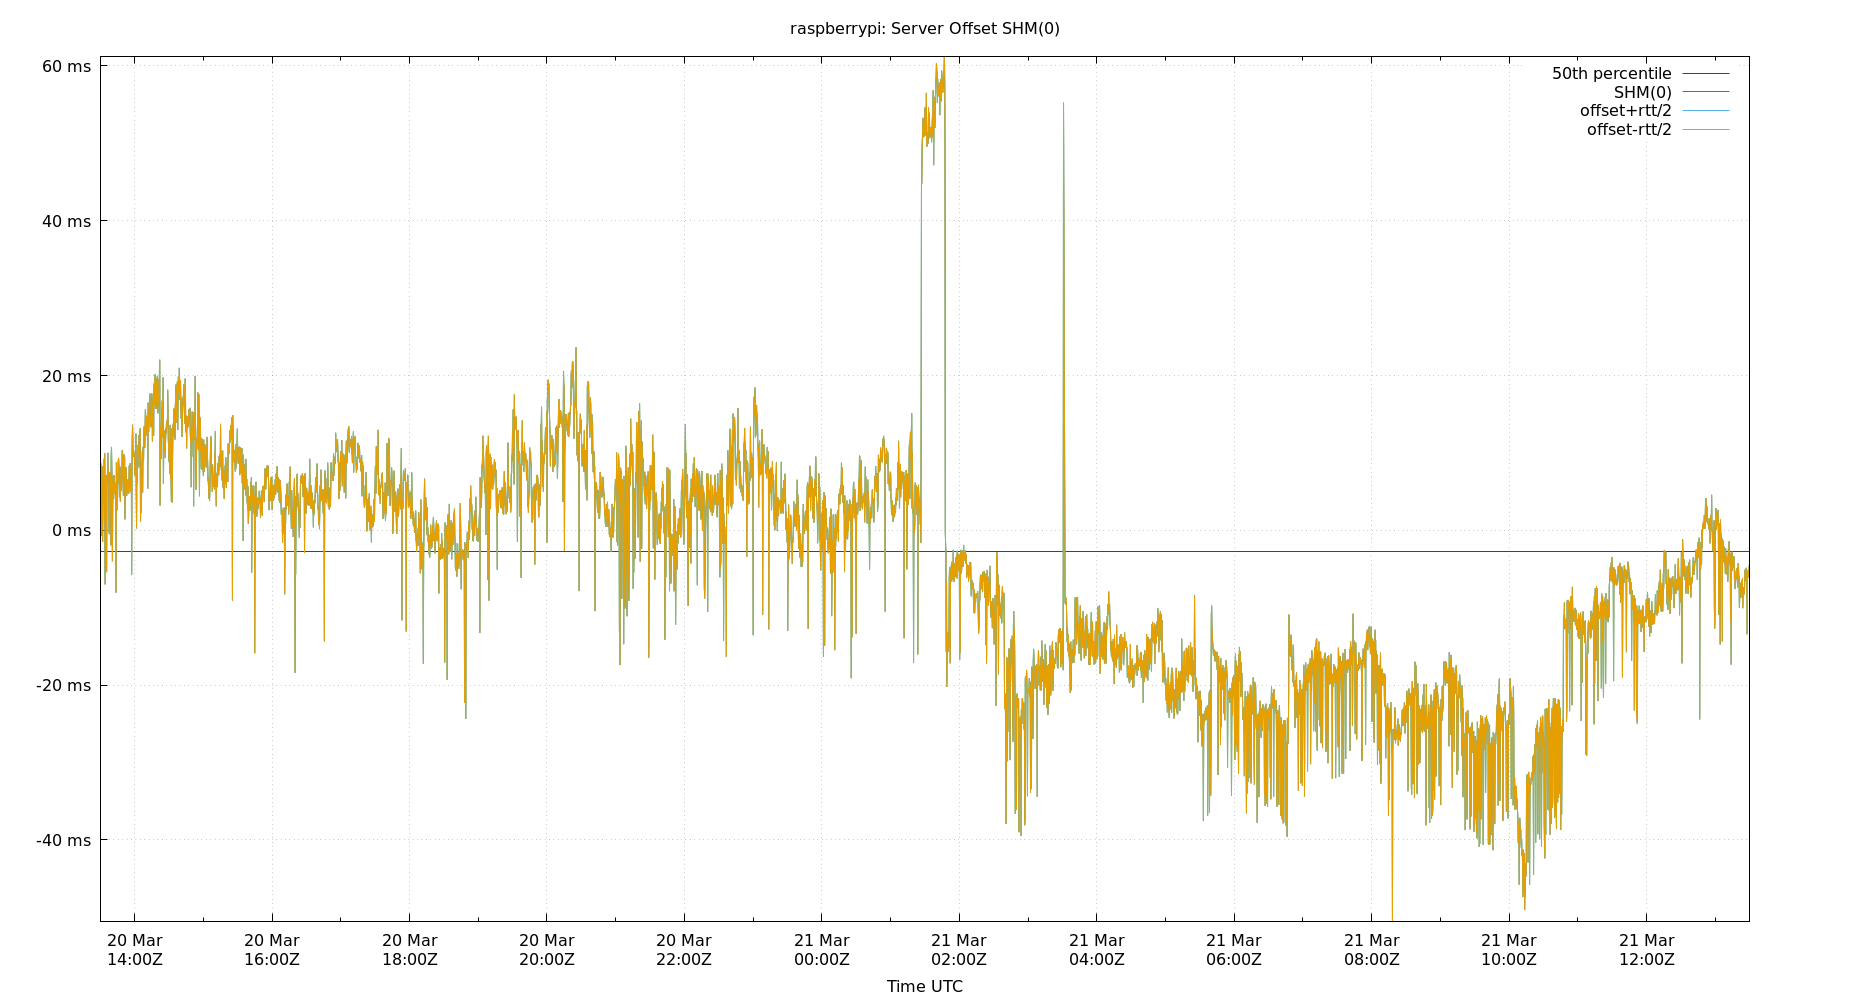 raspberrypi: Server Offset SHM(0)
50th percentile
SHM(0)
offset+rtt/2
offset-rtt/2
60 ms
40 ms
20 ms
0 ms
-20 ms
-40 ms
20 Mar 20 Mar 20 Mar 20 Mar 20 Mar 21 Mar 21 Mar 21 Mar 21 Mar 21 Mar 21 Mar 21 Mar
14:00Z 16:00Z 18:00Z 20:00Z 22:00Z 00:00Z 02:00Z 04:00Z 06:00Z 08:00Z 10:00Z 12:00Z
Time UTC